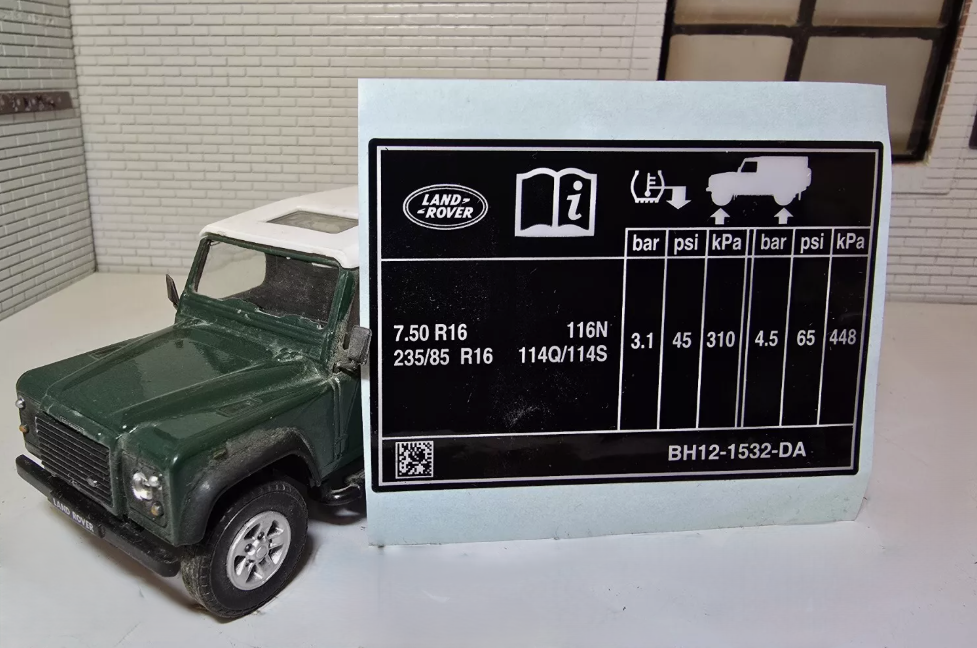 LAND-
-ROVER
i
bar psi kPa bar psi kPa
7.50 R16 116N
235/85 R16 114Q/114S
3.1 45 310 4.5 65 448
BH12-1532-DA
LAND ROVER